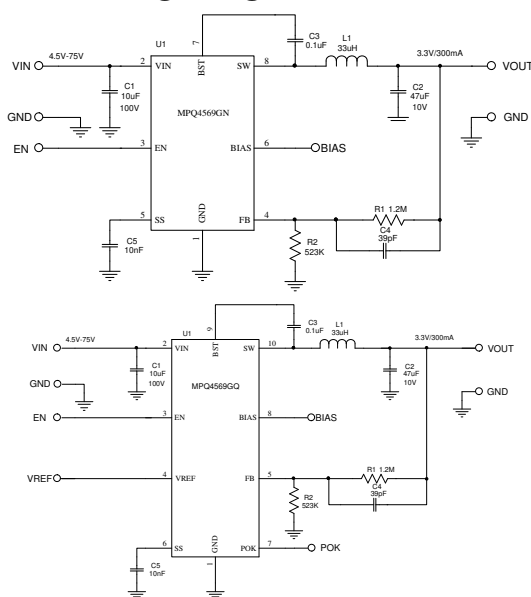 U1
7
C3
0.1uF
L1
33uH
4.5V-75V
3.3V/300mA
VIN
2
VIN
BST
SW
8
VOUT
C1
10uF
100V
C2
47uF
10V
MPQ4569GN
GND
GND
EN
3
EN
BIAS
6
BIAS
5
SS
GND
FB
4
R1 1.2M
C4
39pF
C5
10nF
1
R2
523K
U1
9
C3
0.1uF
L1
33uH
4.5V-75V
3.3V/300mA
VIN
2
VIN
BST
SW
10
VOUT
C1
10uF
100V
C2
47uF
10V
MPQ4569GQ
GND
GND
EN
3
EN
BIAS
8
BIAS
VREF
4
VREF
FB
5
R1 1.2M
C4
39pF
R2
523K
6
SS
GND
POK
7
POK
C5
10nF
1